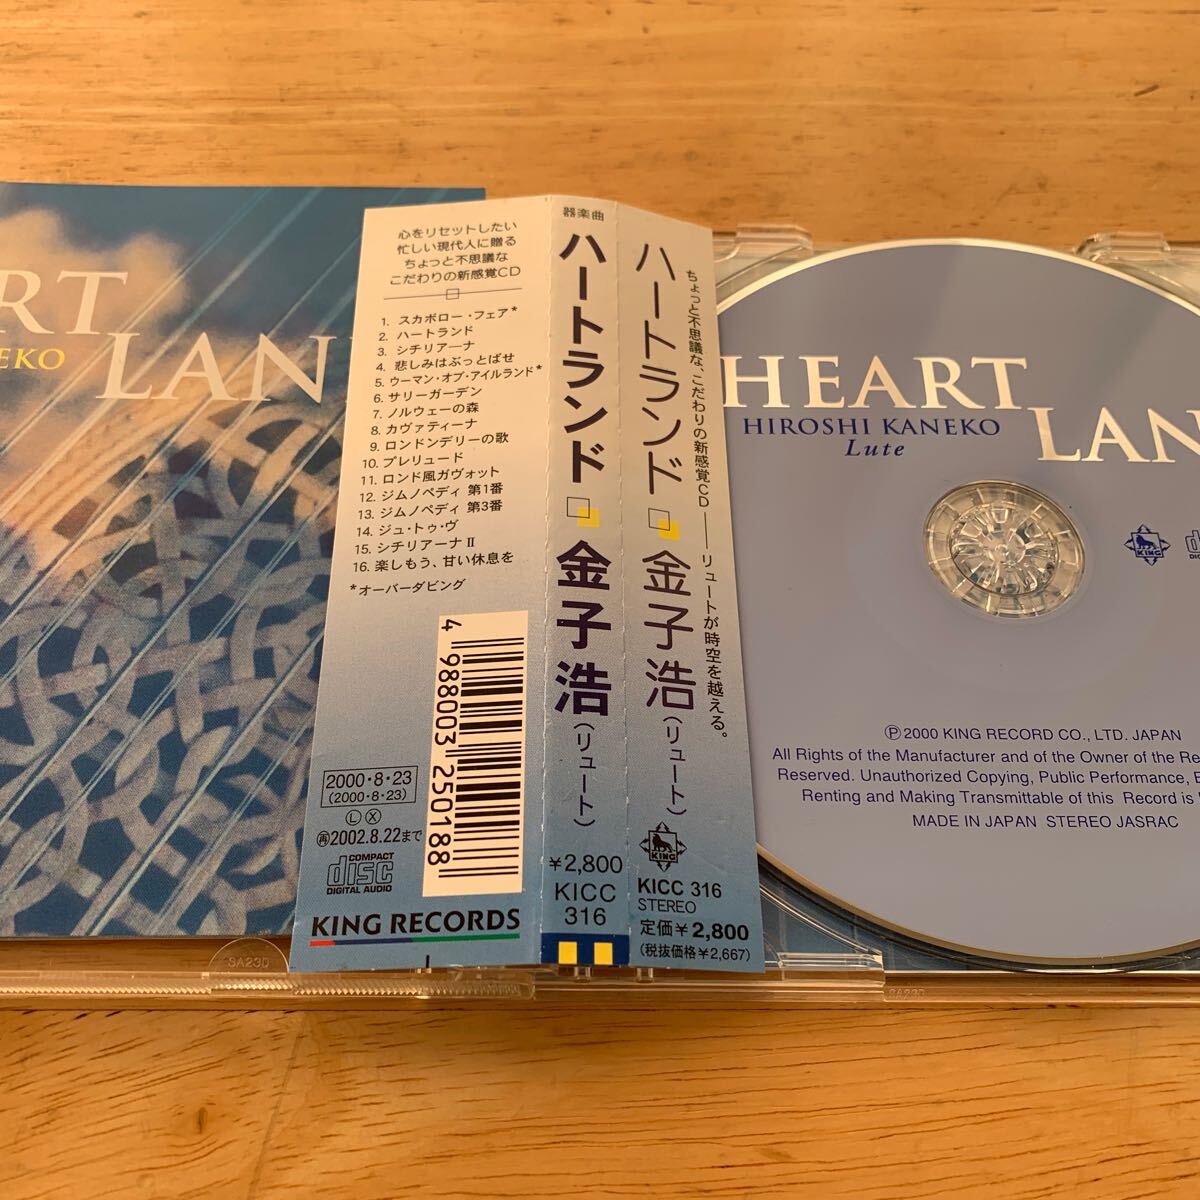 ART
NEKO
LAN
心をリセットしたい
忙しい現代人に贈る
ちょっと不思議な
こだわりの新感覚CD
1. スカボロー・フェア*
2. ハートランド
3. シチリアーナ
4. 悲しみはぶっとばせ
5. ウーマン・オブ・アイルランド*
6. サリーガーデン
7. ノルウェーの森
8. カヴァティーナ
9. ロンドンデリーの歌
10. プレリュード
11. ロンド風ガヴォット
12. ジムノペディ 第1番
13. ジムノペディ 第3番
14. ジュ・トゥ・ヴ
15. シチリアーナ II
16. 楽しもう、甘い休息を
*オーバーダビング
4 988003 250188
2000・8・23
(2000・8・23)
Ⓛ Ⓧ
㊞2002.8.22まで
COMPACT
disc
DIGITAL AUDIO
KING RECORDS
器楽曲
ハートランド
金子浩
(リュート)
¥2,800
KICC
316
ハートランド
金子浩
(リュート)
ちょっと不思議な、こだわりの新感覚CD──リュートが時空を越える。
KING
KICC 316
STEREO
定価¥2,800
(税抜価格¥2,667)
HEART
HIROSHI KANEKO
Lute
LAN
KING
℗2000 KING RECORD CO., LTD. JAPAN
All Rights of the Manufacturer and of the Owner of the Re
Reserved. Unauthorized Copying, Public Performance, B
Renting and Making Transmittable of this Record is
MADE IN JAPAN STEREO JASRAC
8A23D